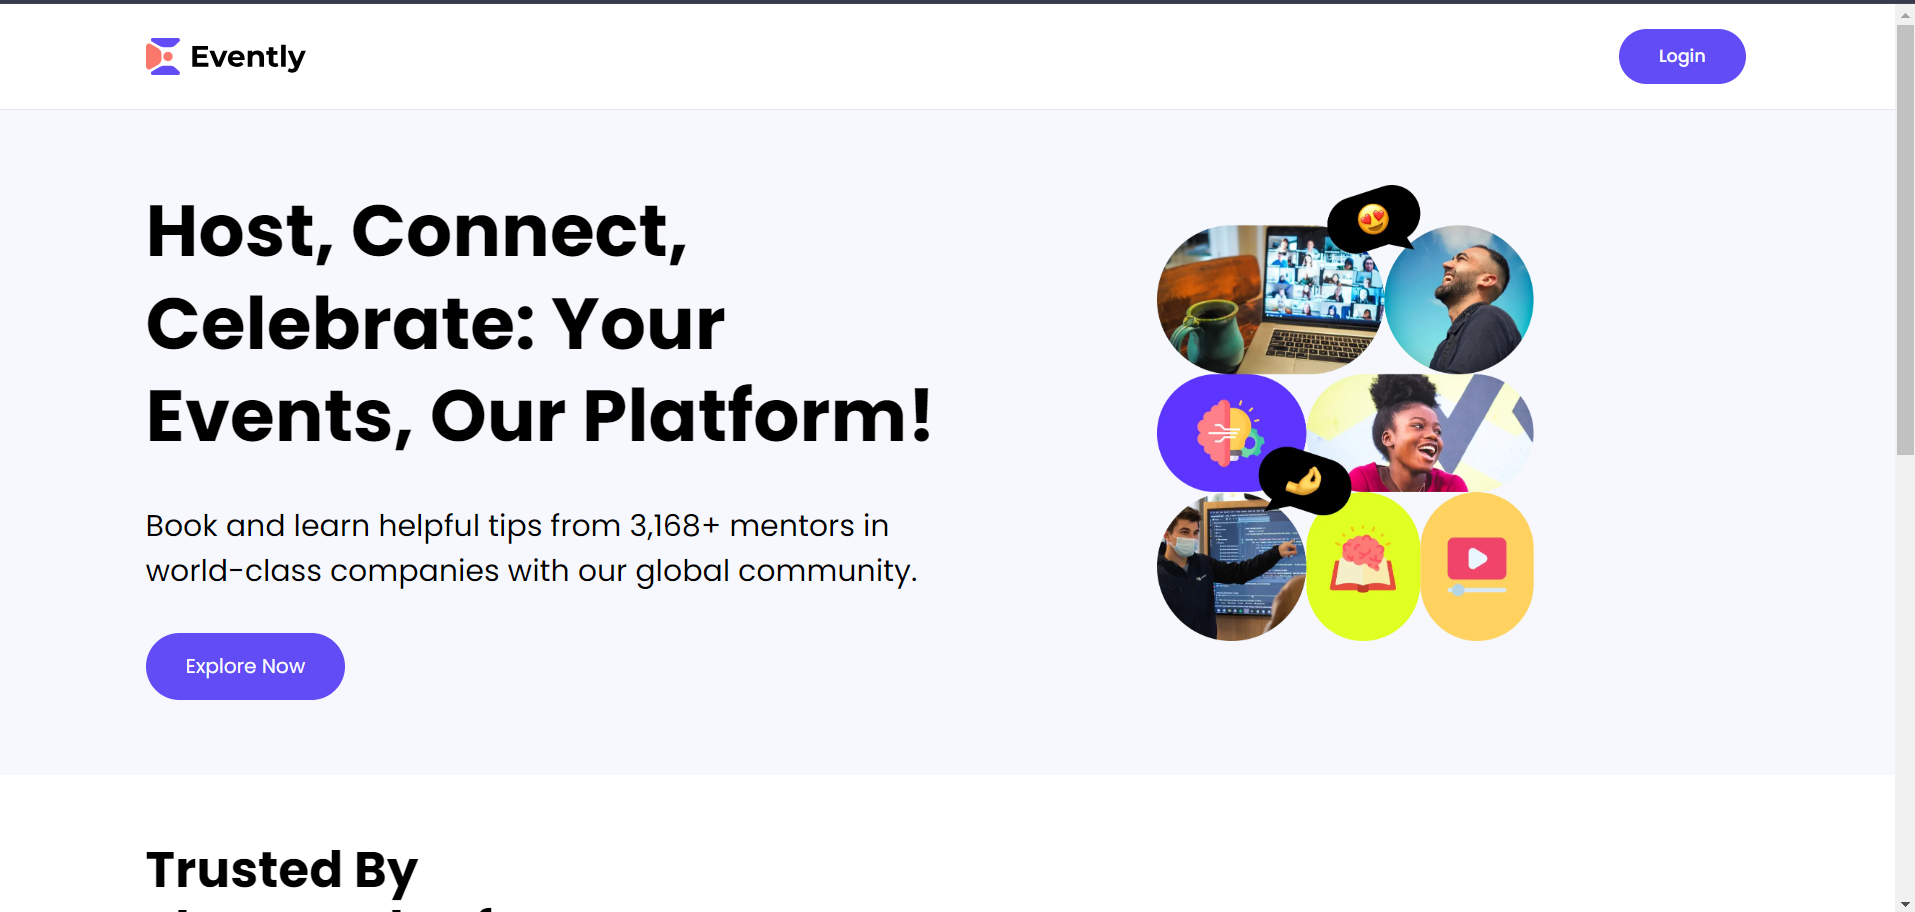 Evently
Login
Host, Connect,
Celebrate: Your
Events, Our Platform!
Book and learn helpful tips from 3,168+ mentors in
world-class companies with our global community.
Explore Now
Trusted By